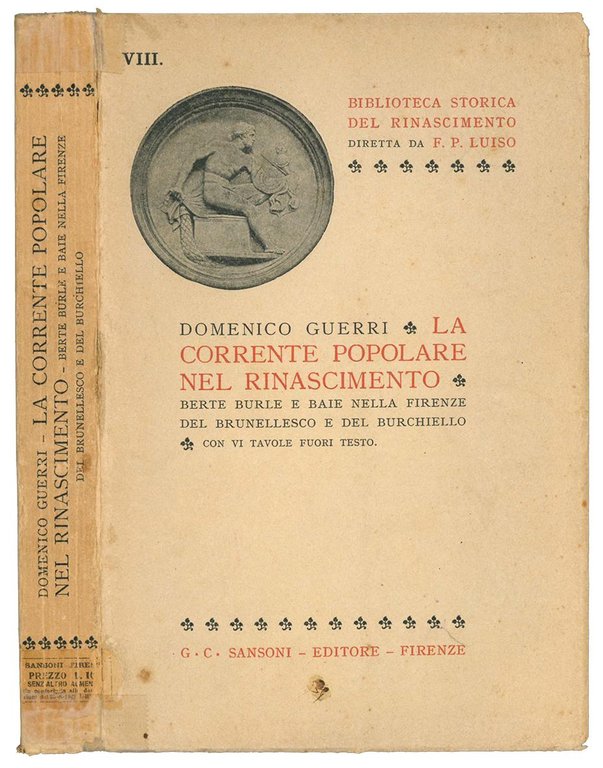 VIII.
BIBLIOTECA STORICA
DEL RINASCIMENTO
DIRETTA DA F. P. LUISO
DOMENICO GUERRI LA
CORRENTE POPOLARE
NEL RINASCIMENTO
BERTE BURLE E BAIE NELLA FIRENZE
DEL BRUNELLESCO E DEL BURCHIELLO
CON VI TAVOLE FUORI TESTO.
G. C. SANSONI - EDITORE - FIRENZE
DOMENICO GUERRI - LA CORRENTE POPOLARE
NEL RINASCIMENTO - BERTE BURLE E BAIE NELLA FIRENZE
DEL BRUNELLESCO E DEL BURCHIELLO
SANSONI
PREZZO L.
SENZ'ALTRO